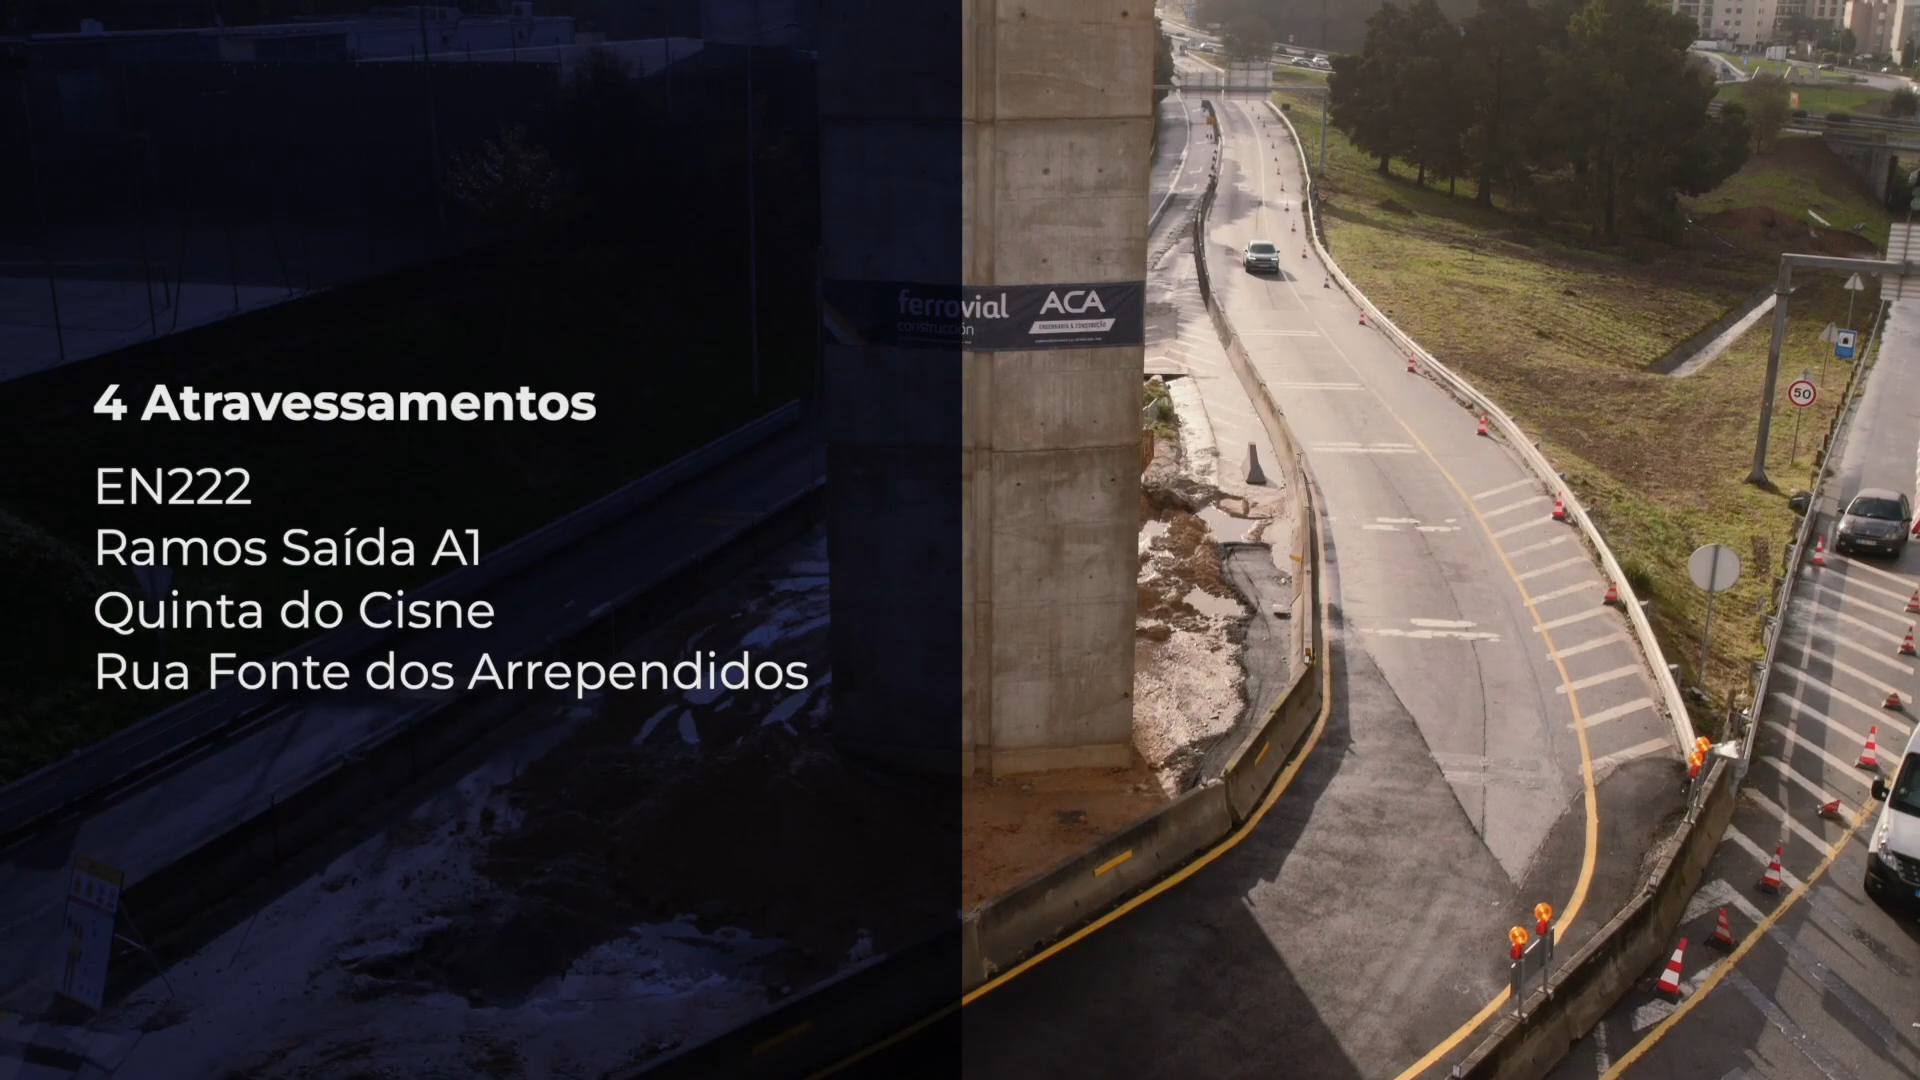 4 Atravessamentos
EN222
Ramos Saída A1
Quinta do Cisne
Rua Fonte dos Arrependidos
ferrovial
construcción
ACA
ENGENHARIA & CONSTRUÇÃO
50